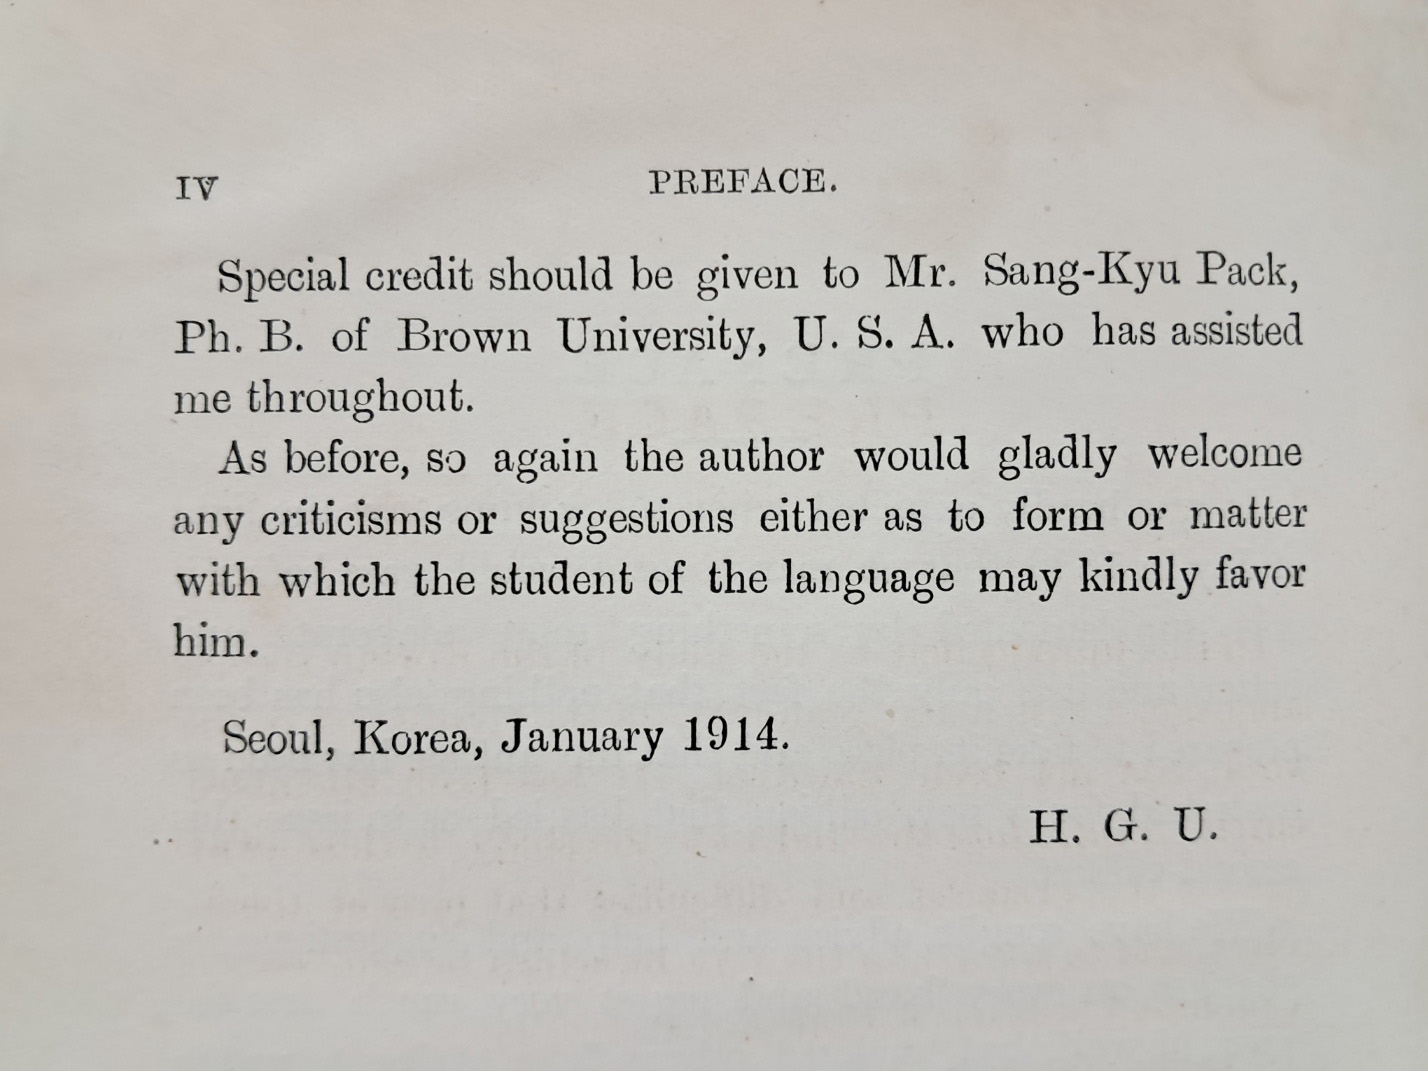 IV PREFACE.
Special credit should be given to Mr. Sang-Kyu Pack,
Ph. B. of Brown University, U. S. A. who has assisted
me throughout.
As before, so again the author would gladly welcome
any criticisms or suggestions either as to form or matter
with which the student of the language may kindly favor
him.
Seoul, Korea, January 1914.
H. G. U.